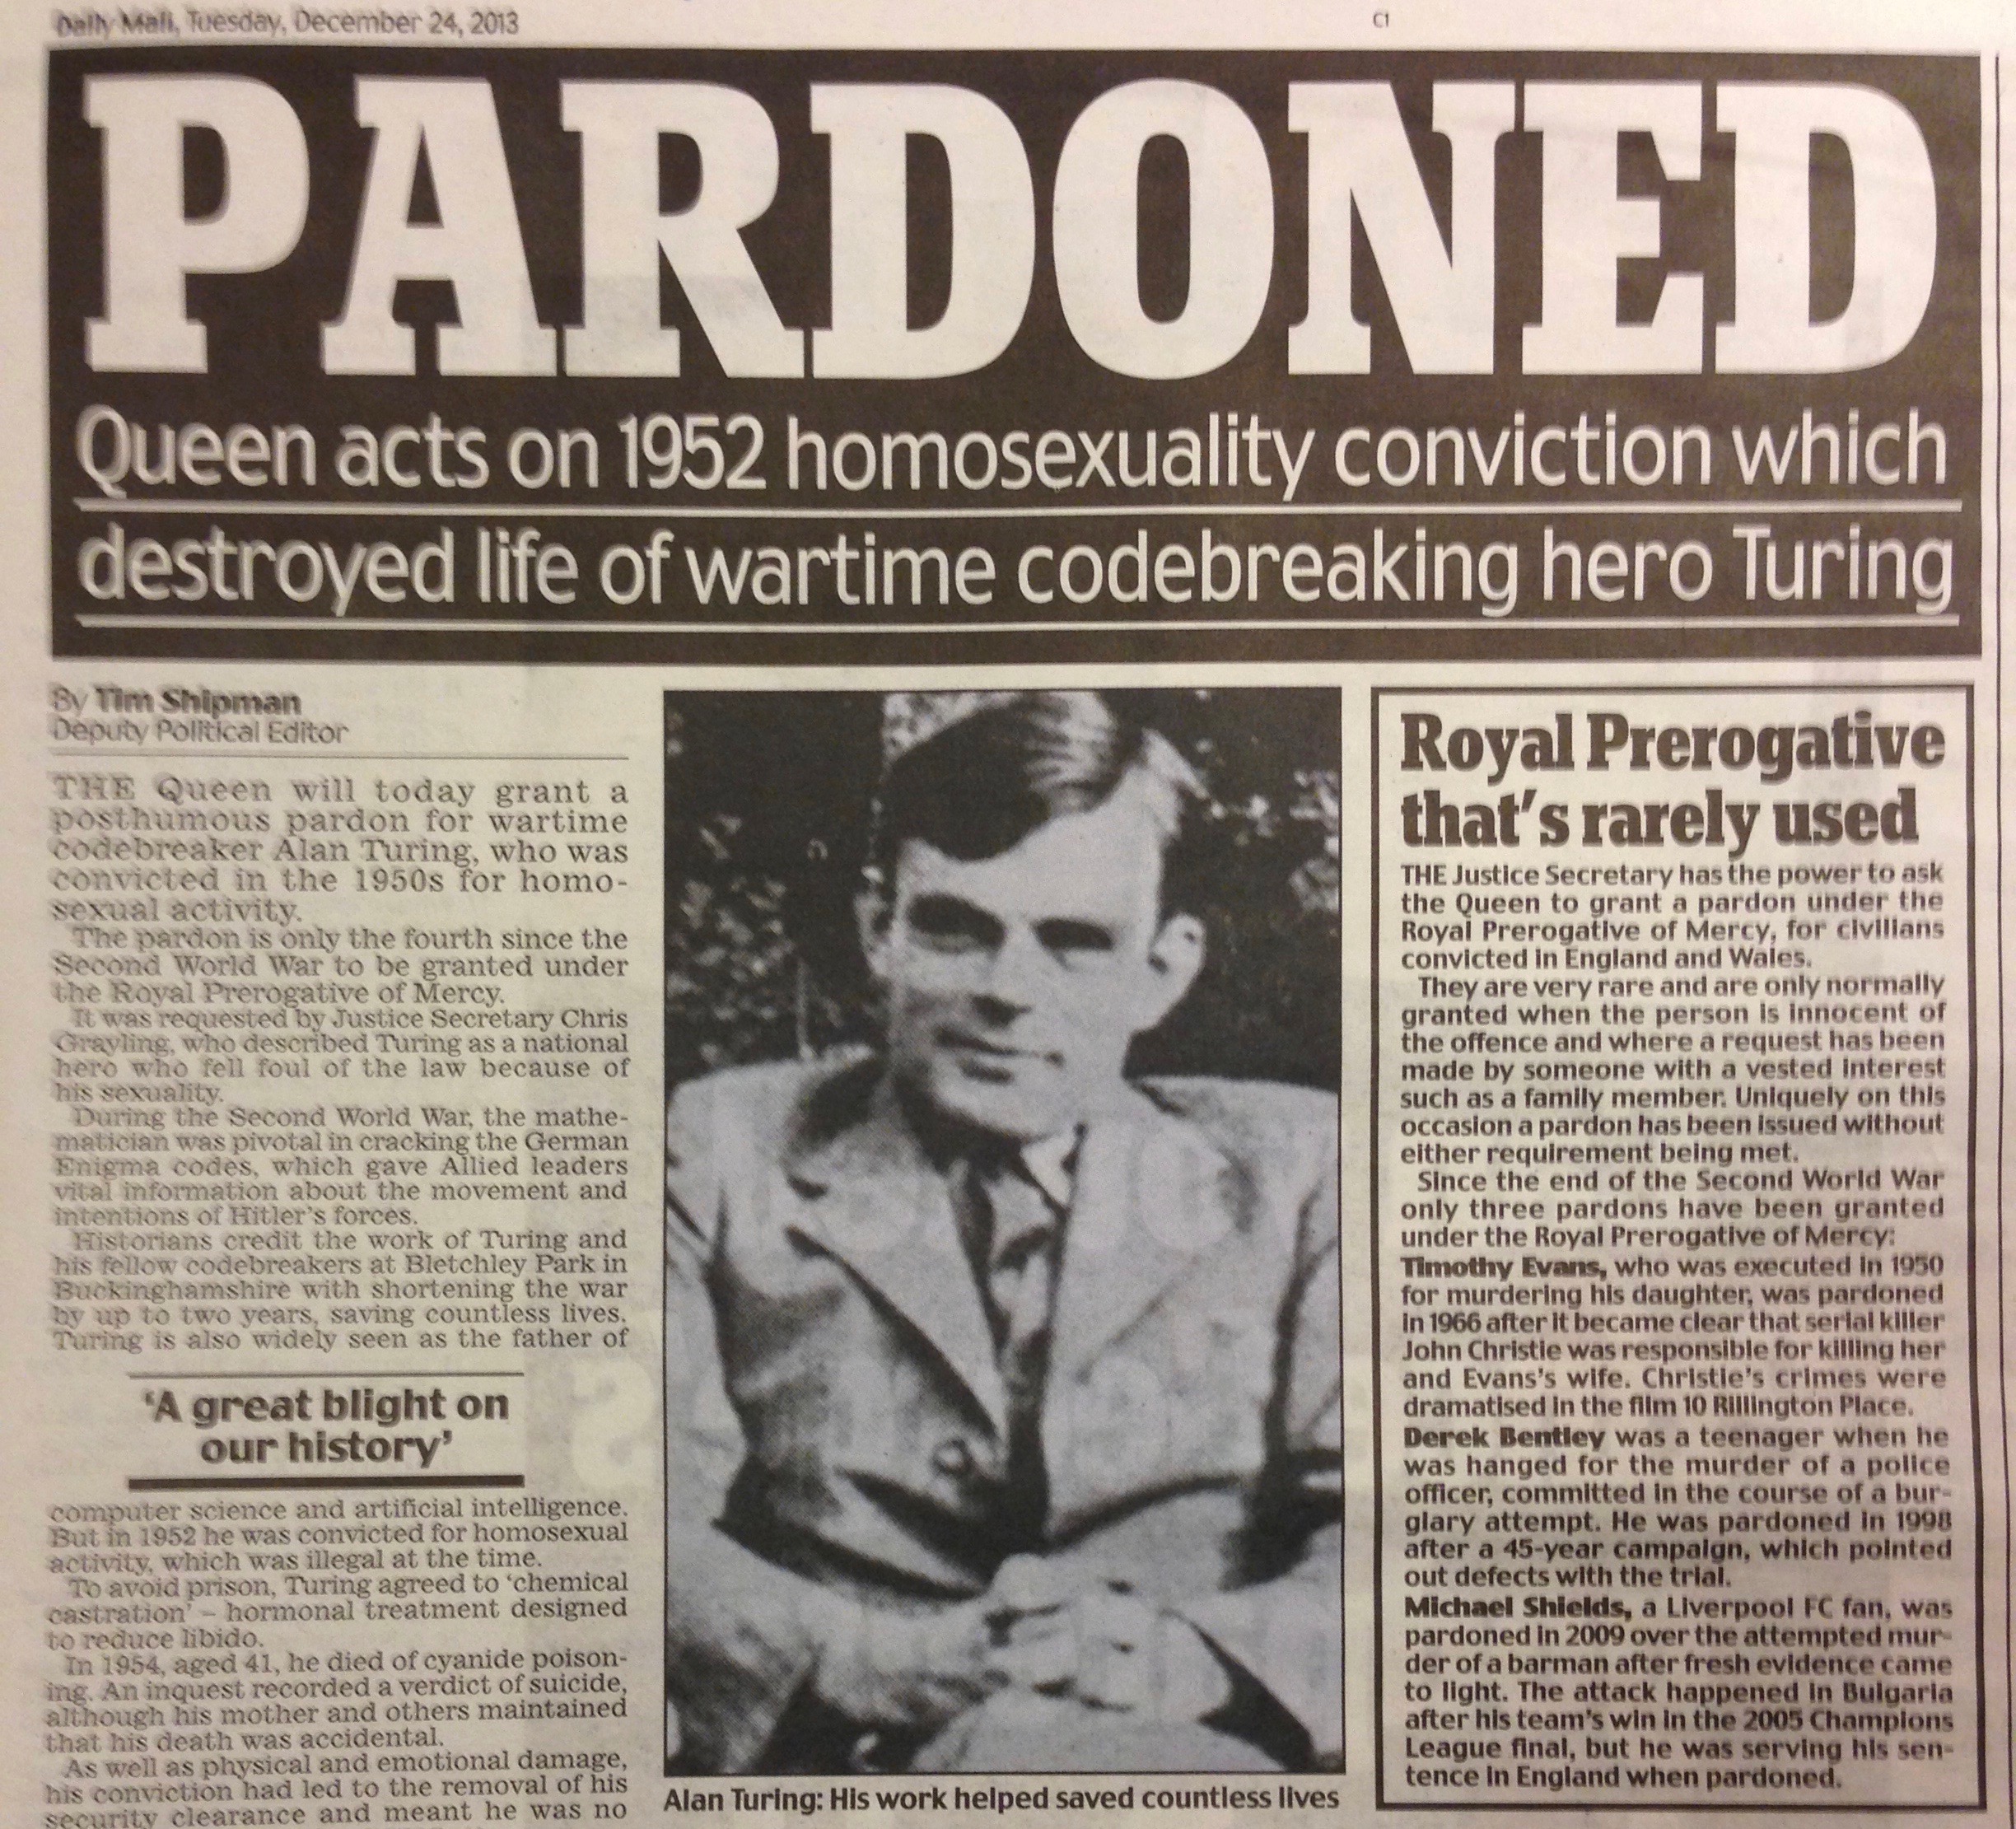 Daily Mail, Tuesday, December 24, 2013
C1
PARDONED
Queen acts on 1952 homosexuality conviction which
destroyed life of wartime codebreaking hero Turing
By Tim Shipman
Deputy Political Editor
THE Queen will today grant a
posthumous pardon for wartime
codebreaker Alan Turing, who was
convicted in the 1950s for homo-
sexual activity.
The pardon is only the fourth since the
Second World War to be granted under
the Royal Prerogative of Mercy.
It was requested by Justice Secretary Chris
Grayling, who described Turing as a national
hero who fell foul of the law because of
his sexuality.
During the Second World War, the mathe-
matician was pivotal in cracking the German
Enigma codes, which gave Allied leaders
vital information about the movement and
intentions of Hitler's forces.
Historians credit the work of Turing and
his fellow codebreakers at Bletchley Park in
Buckinghamshire with shortening the war
by up to two years, saving countless lives.
Turing is also widely seen as the father of
'A great blight on
our history'
computer science and artificial intelligence.
But in 1952 he was convicted for homosexual
activity, which was illegal at the time.
To avoid prison, Turing agreed to 'chemical
castration' – hormonal treatment designed
to reduce libido.
In 1954, aged 41, he died of cyanide poison-
ing. An inquest recorded a verdict of suicide,
although his mother and others maintained
that his death was accidental.
As well as physical and emotional damage,
his conviction had led to the removal of his
security clearance and meant he was no
Alan Turing: His work helped saved countless lives
Royal Prerogative
that's rarely used
THE Justice Secretary has the power to ask
the Queen to grant a pardon under the
Royal Prerogative of Mercy, for civilians
convicted in England and Wales.
They are very rare and are only normally
granted when the person is innocent of
the offence and where a request has been
made by someone with a vested interest
such as a family member. Uniquely on this
occasion a pardon has been issued without
either requirement being met.
Since the end of the Second World War
only three pardons have been granted
under the Royal Prerogative of Mercy:
Timothy Evans, who was executed in 1950
for murdering his daughter, was pardoned
in 1966 after it became clear that serial killer
John Christie was responsible for killing her
and Evans's wife. Christie's crimes were
dramatised in the film 10 Rillington Place.
Derek Bentley was a teenager when he
was hanged for the murder of a police
officer, committed in the course of a bur-
glary attempt. He was pardoned in 1998
after a 45-year campaign, which pointed
out defects with the trial.
Michael Shields, a Liverpool FC fan, was
pardoned in 2009 over the attempted mur-
der of a barman after fresh evidence came
to light. The attack happened in Bulgaria
after his team's win in the 2005 Champions
League final, but he was serving his sen-
tence in England when pardoned.